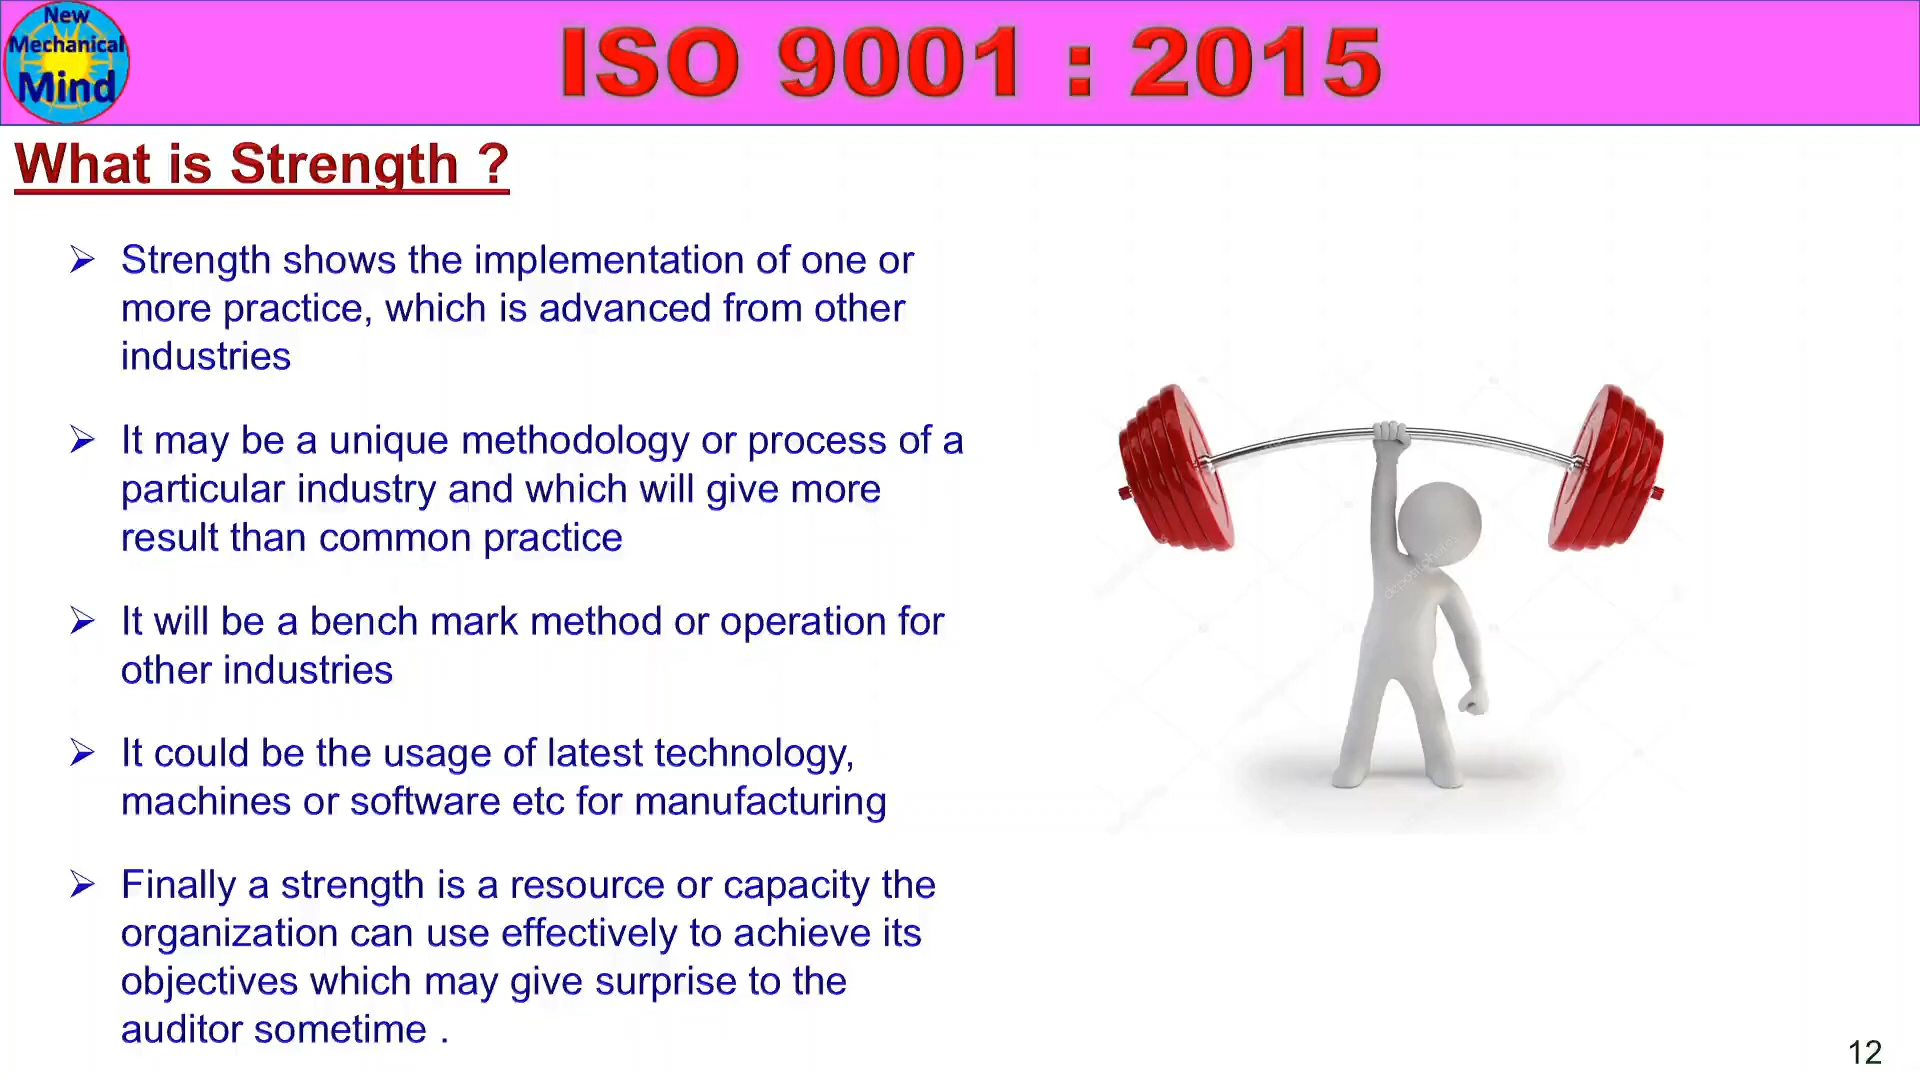 New
Mechanical
Mind
ISO 9001 : 2015
What is Strength ?
➢ Strength shows the implementation of one or
more practice, which is advanced from other
industries
➢ It may be a unique methodology or process of a
particular industry and which will give more
result than common practice
➢ It will be a bench mark method or operation for
other industries
➢ It could be the usage of latest technology,
machines or software etc for manufacturing
➢ Finally a strength is a resource or capacity the
organization can use effectively to achieve its
objectives which may give surprise to the
auditor sometime .
depositphotos
12